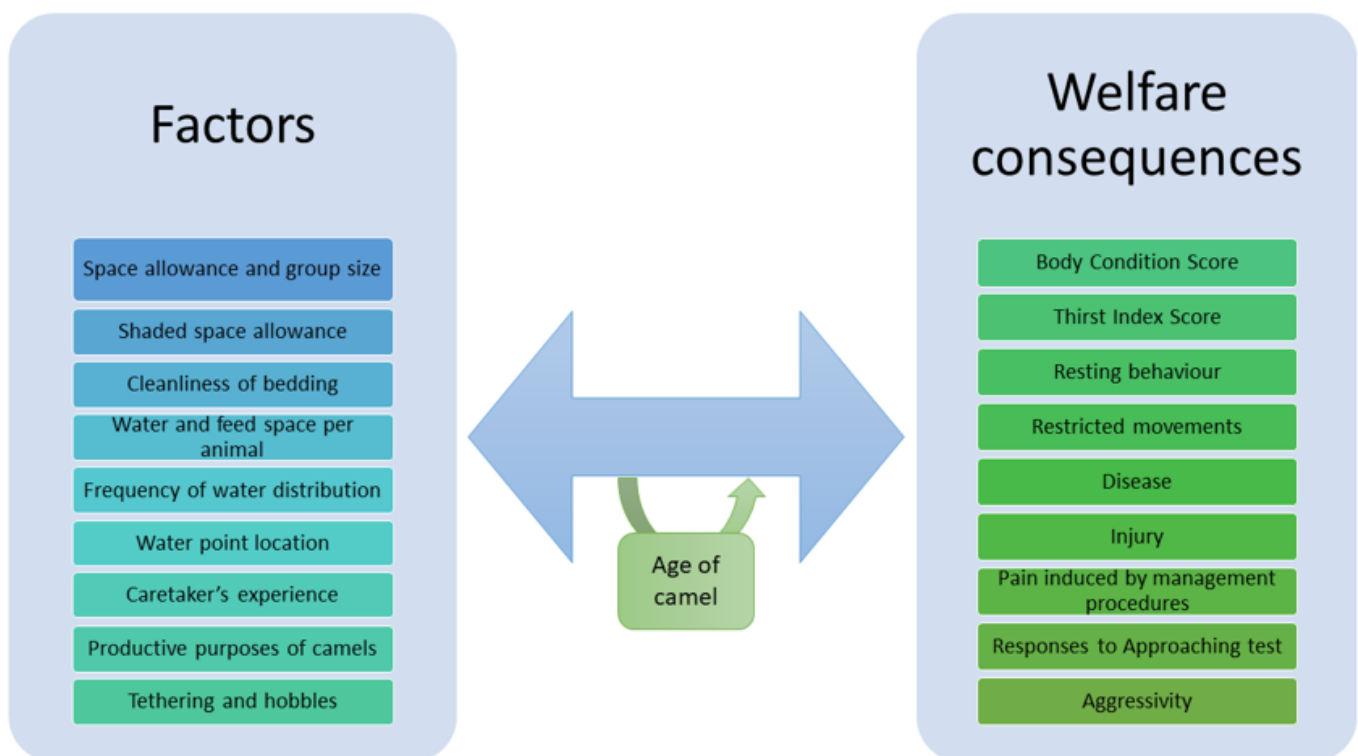 Factors
Space allowance and group size
Shaded space allowance
Cleanliness of bedding
Water and feed space per
animal
Frequency of water distribution
Water point location
Caretaker's experience
Productive purposes of camels
Tethering and hobbles
Age of
camel
Welfare
consequences
Body Condition Score
Thirst Index Score
Resting behaviour
Restricted movements
Disease
Injury
Pain induced by management
procedures
Responses to Approaching test
Aggressivity